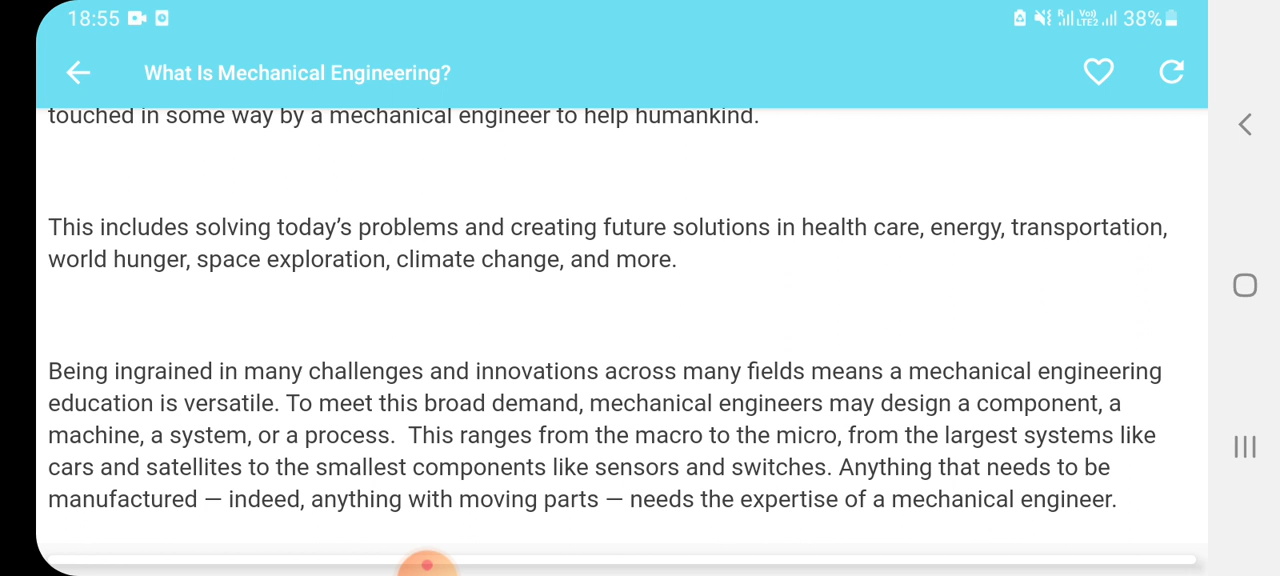 18:55 38%
What Is Mechanical Engineering?
touched in some way by a mechanical engineer to help humankind.
This includes solving today’s problems and creating future solutions in health care, energy, transportation,
world hunger, space exploration, climate change, and more.
Being ingrained in many challenges and innovations across many fields means a mechanical engineering
education is versatile. To meet this broad demand, mechanical engineers may design a component, a
machine, a system, or a process.  This ranges from the macro to the micro, from the largest systems like
cars and satellites to the smallest components like sensors and switches. Anything that needs to be
manufactured — indeed, anything with moving parts — needs the expertise of a mechanical engineer.